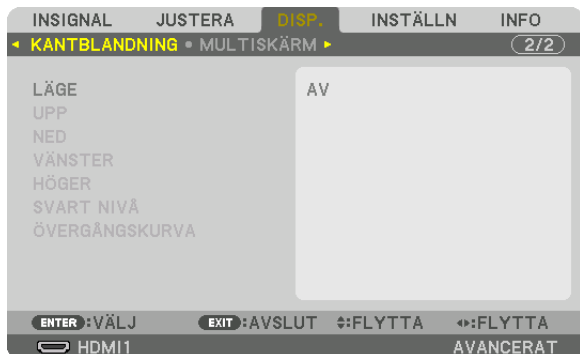 INSIGNAL JUSTERA DISP. INSTÄLLN INFO
KANTBLANDNING • MULTISKÄRM 2/2
LÄGE AV
UPP
NED
VÄNSTER
HÖGER
SVART NIVÅ
ÖVERGÅNGSKURVA
ENTER:VÄLJ EXIT:AVSLUT :FLYTTA :FLYTTA
HDMI1 AVANCERAT